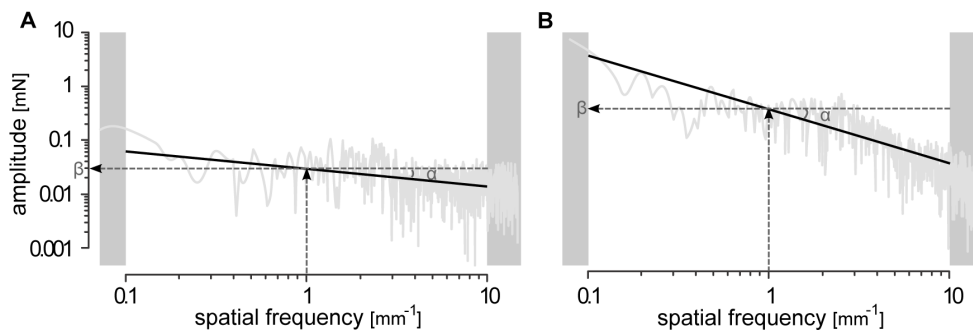 A
B
amplitude [mN]
10
1
0.1
0.01
0.001
β
α
β
α
0.1
1
10
0.1
1
10
spatial frequency [mm⁻¹]
spatial frequency [mm⁻¹]